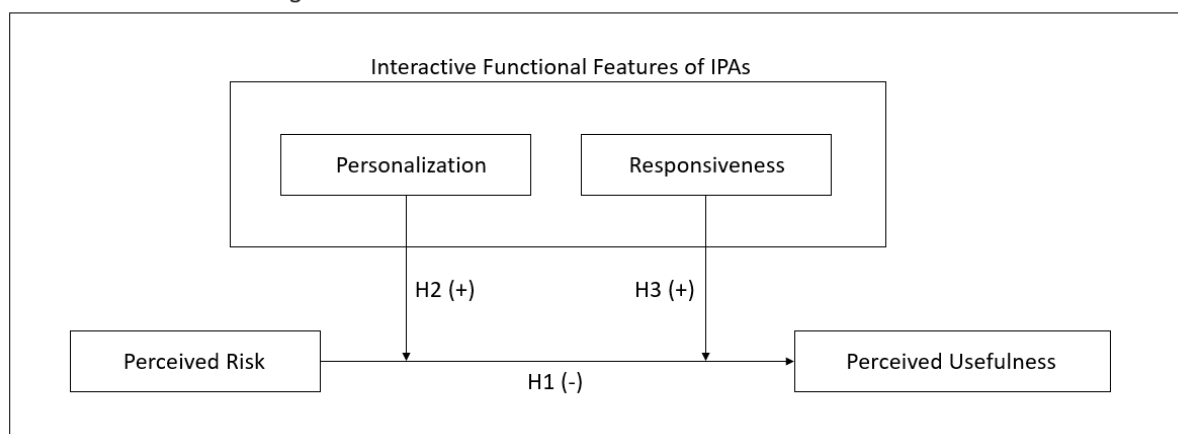 Interactive Functional Features of IPAs
Personalization
Responsiveness
H2 (+)
H3 (+)
Perceived Risk
Perceived Usefulness
H1 (-)